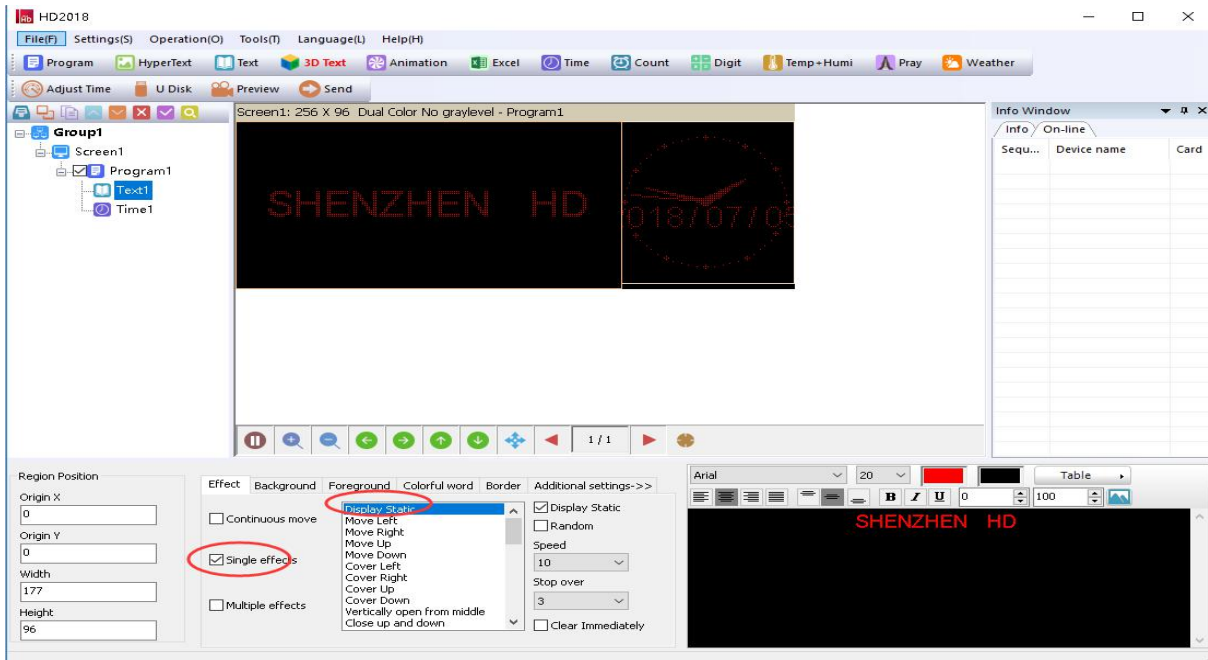 HD2018
File(F) Settings(S) Operation(O) Tools(T) Language(L) Help(H)
Program HyperText Text 3D Text Animation Excel Time Count Digit Temp+Humi Pray Weather
Adjust Time U Disk Preview Send
Screen1: 256 X 96 Dual Color No graylevel - Program1
Group1
Screen1
Program1
Text1
Time1
SHENZHEN HD
018/07/05
Info Window
Info On-line
Sequ... Device name Card
1/1
Region Position
Origin X
0
Origin Y
0
Width
177
Height
96
Effect Background Foreground Colorful word Border Additional settings->>
Continuous move
Single effects
Multiple effects
Display Static
Move Left
Move Right
Move Up
Move Down
Cover Left
Cover Right
Cover Up
Cover Down
Vertically open from middle
Close up and down
Display Static
Random
Speed
10
Stop over
3
Clear Immediately
Arial 20 Table
B I U 0 100
SHENZHEN HD